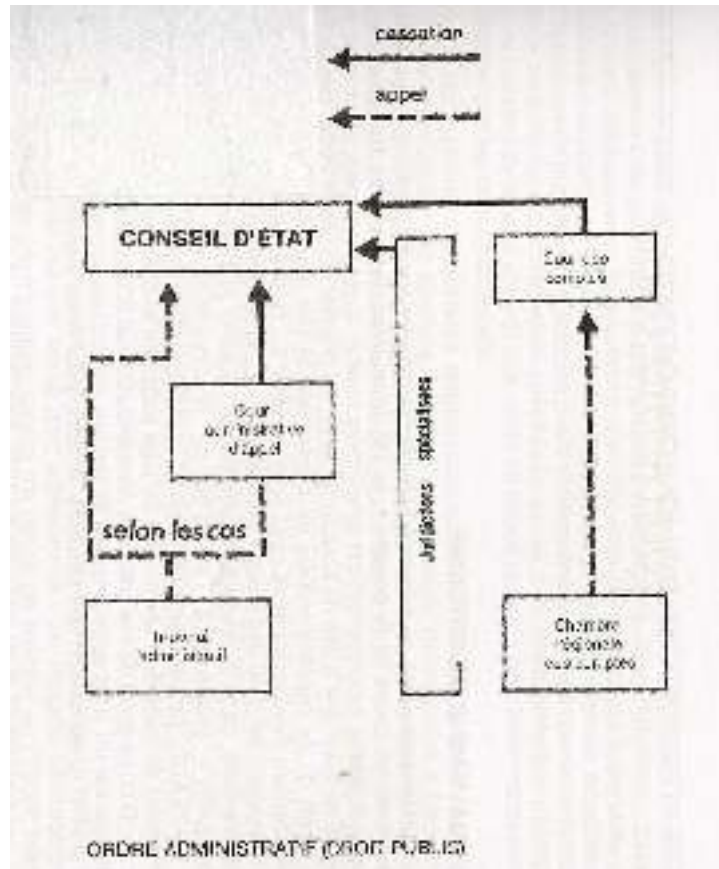 cassation
appel
CONSEIL D'ÉTAT
Cour des
comptes
Cour
administrative
d'appel
Juridictions spécialisées
selon les cas
Tribunal
administratif
Chambre
régionale
des comptes
ORDRE ADMINISTRATIF (DROIT PUBLIC)